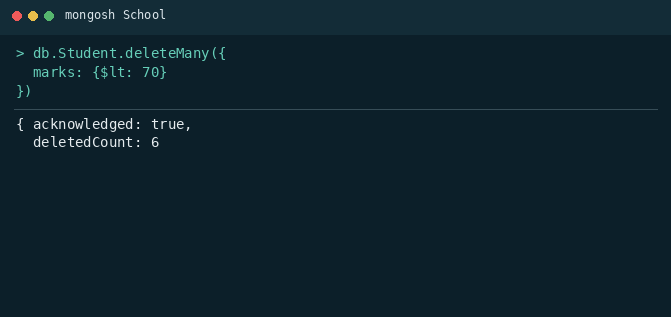 mongosh School
> db.Student.deleteMany({
  marks: {$lt: 70}
})
{ acknowledged: true,
  deletedCount: 6